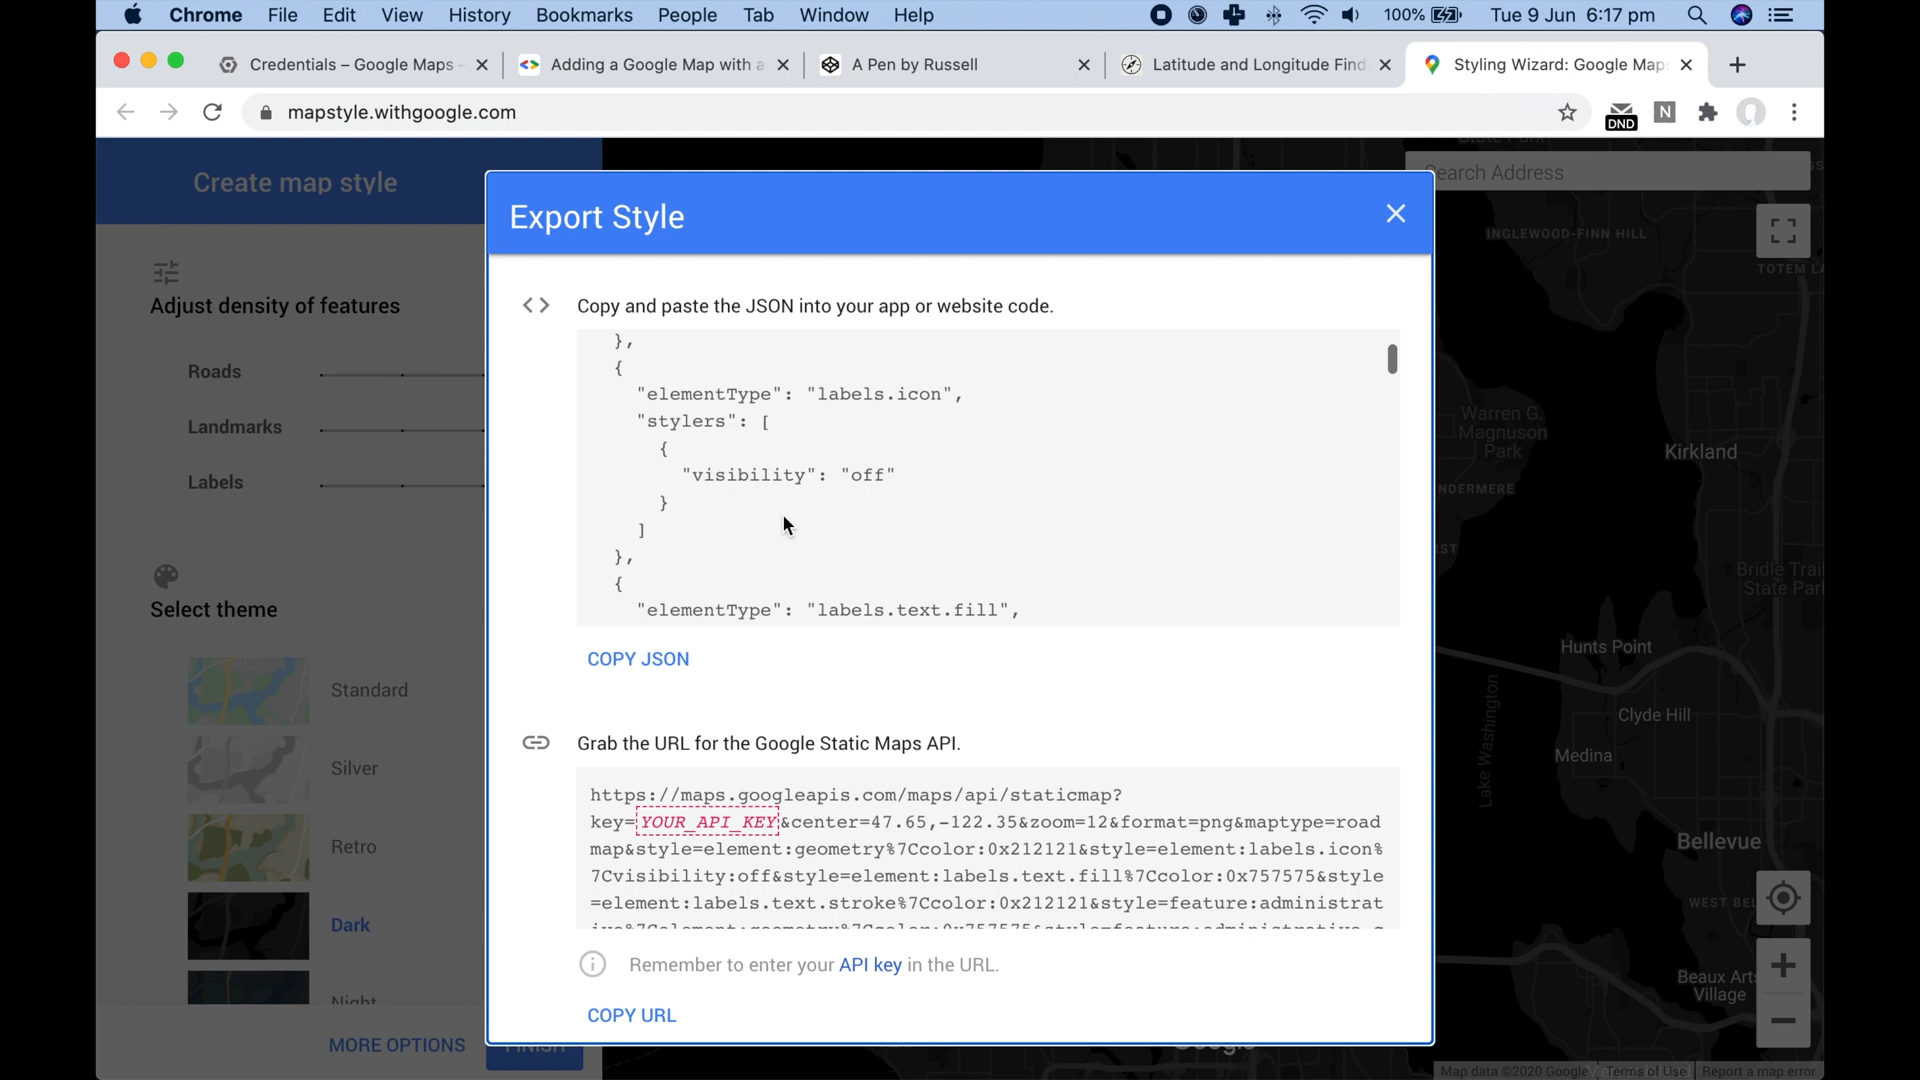 Chrome File Edit View History Bookmarks People Tab Window Help
100% Tue 9 Jun 6:17 pm
Credentials – Google Maps -
Adding a Google Map with a
A Pen by Russell
Latitude and Longitude Find
Styling Wizard: Google Map
mapstyle.withgoogle.com
DND
N
Create map style
Adjust density of features
Roads
Landmarks
Labels
Select theme
Standard
Silver
Retro
Dark
Night
MORE OPTIONS
FINISH
Export Style
Copy and paste the JSON into your app or website code.
},
{
"elementType": "labels.icon",
"stylers": [
{
"visibility": "off"
}
]
},
{
"elementType": "labels.text.fill",
COPY JSON
Grab the URL for the Google Static Maps API.
https://maps.googleapis.com/maps/api/staticmap?
key=YOUR_API_KEY&center=47.65,-122.35&zoom=12&format=png&maptype=road
map&style=element:geometry%7Ccolor:0x212121&style=element:labels.icon%
7Cvisibility:off&style=element:labels.text.fill%7Ccolor:0x757575&style
=element:labels.text.stroke%7Ccolor:0x212121&style=feature:administrat
Remember to enter your API key in the URL.
COPY URL
Search Address
INGLEWOOD-FINN HILL
TOTEM LA
Warren G.
Magnuson
Park
Kirkland
NDERMERE
Bridle Trail
State Park
Hunts Point
Lake Washington
Clyde Hill
Medina
Bellevue
WEST BEL
Beaux Arts
Village
Google
Map data ©2020 Google
Terms of Use
Report a map error